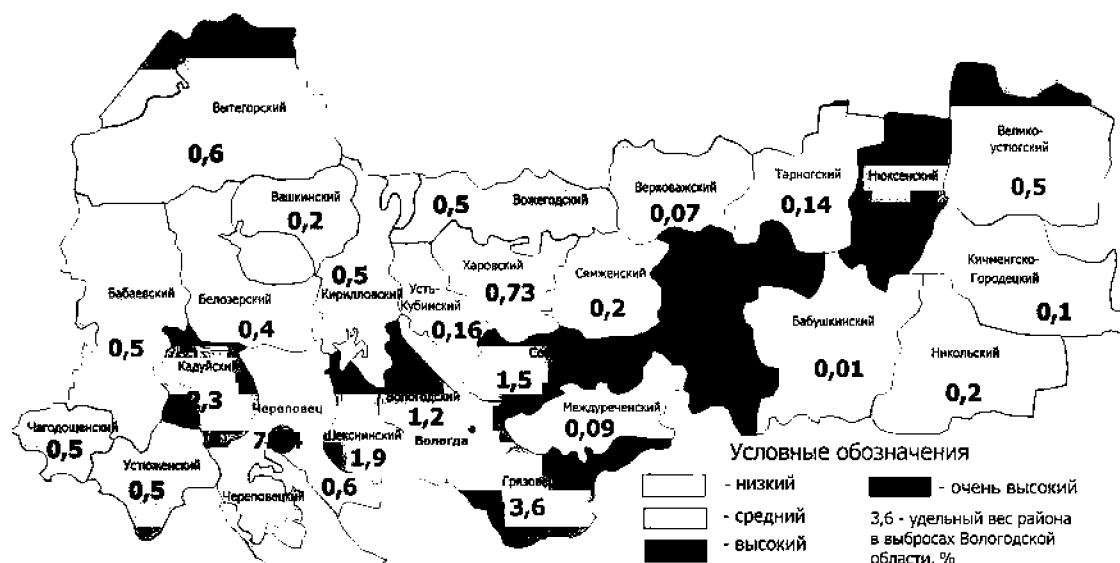 Вытегорский
0,6
Вашкинский
0,2
0,5
Вожегодский
Верховажский
0,07
Тарногский
0,14
Нюксенский
Велико-
устюгский
0,5
Бабаевский
0,5
Белозерский
0,4
0,5
Кирилловский
Усть-
Кубинский
0,16
Харовский
0,73
Сямженский
0,2
Бабушкинский
0,01
Кичменгско-
Городецкий
0,1
Никольский
0,2
Кадуйский
Череповец
Вологодский
1,2
Вологда
1,5
Междуреченский
0,09
Чагодощенский
0,5
Устюженский
0,5
Череповецкий
0,6
Шекснинский
1,9
3,6
Условные обозначения
- низкий
- средний
- высокий
- очень высокий
3,6 - удельный вес района
в выбросах Вологодской
области, %